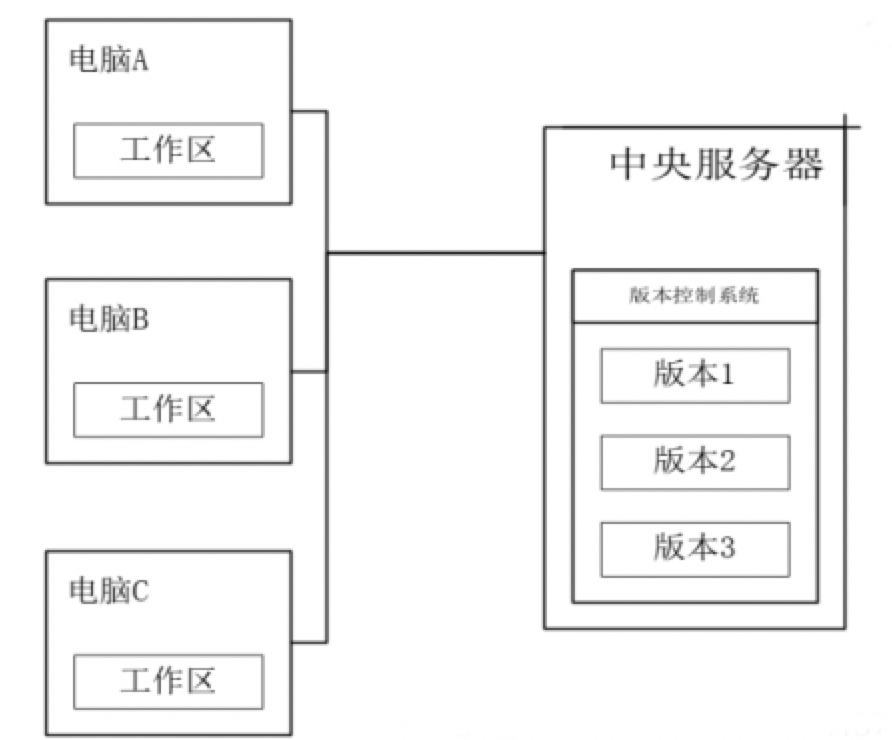 电脑A
工作区
电脑B
工作区
电脑C
工作区
中央服务器
版本控制系统
版本1
版本2
版本3